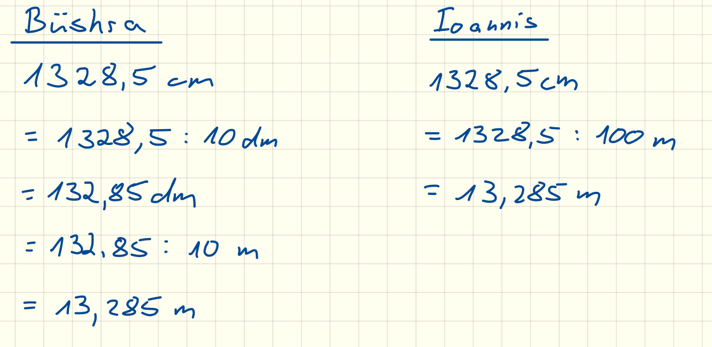 Büshra
1328,5 cm
= 1328,5 : 10 dm
= 132,85 dm
= 132,85 : 10 m
= 13,285 m
Ioannis
1328,5 cm
= 1328,5 : 100 m
= 13,285 m